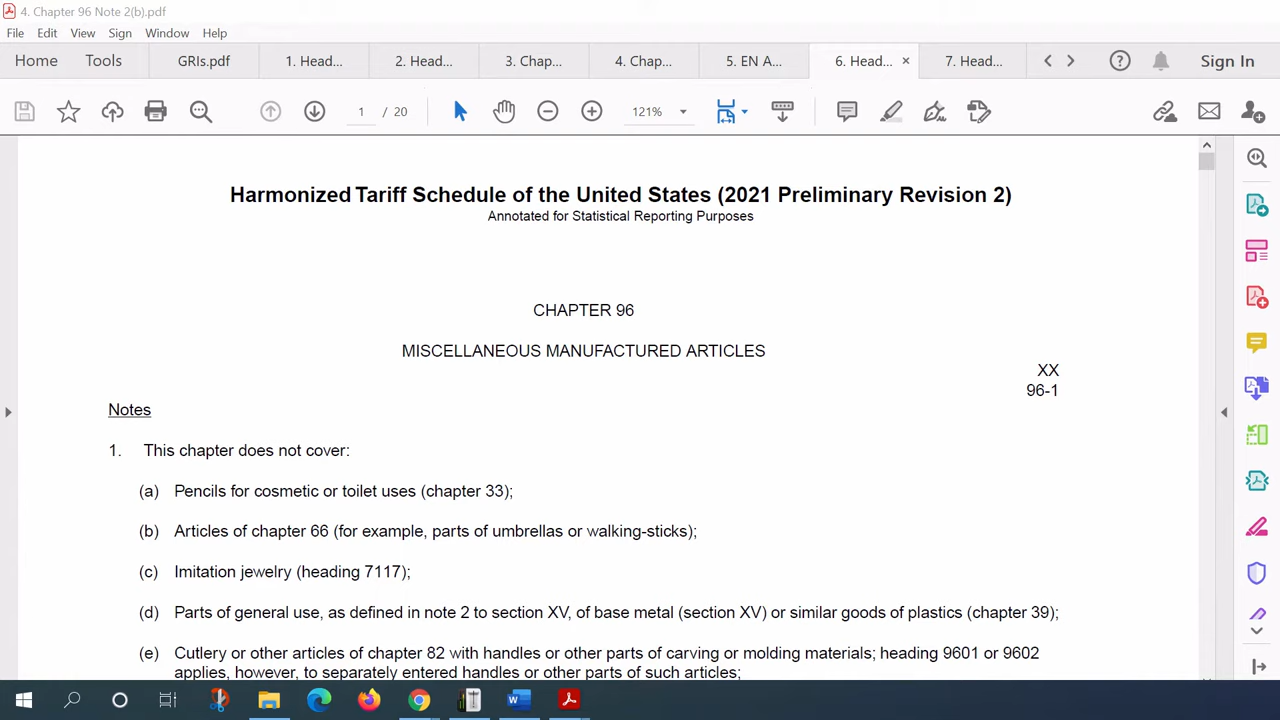 4. Chapter 96 Note 2(b).pdf
File Edit View Sign Window Help
Home Tools GRIs.pdf 1. Head... 2. Head... 3. Chap... 4. Chap... 5. EN A... 6. Head... × 7. Head... Sign In
1 / 20 121%
Harmonized Tariff Schedule of the United States (2021 Preliminary Revision 2)
Annotated for Statistical Reporting Purposes
CHAPTER 96
MISCELLANEOUS MANUFACTURED ARTICLES
XX
96-1
Notes
1. This chapter does not cover:
(a) Pencils for cosmetic or toilet uses (chapter 33);
(b) Articles of chapter 66 (for example, parts of umbrellas or walking-sticks);
(c) Imitation jewelry (heading 7117);
(d) Parts of general use, as defined in note 2 to section XV, of base metal (section XV) or similar goods of plastics (chapter 39);
(e) Cutlery or other articles of chapter 82 with handles or other parts of carving or molding materials; heading 9601 or 9602
applies, however, to separately entered handles or other parts of such articles;